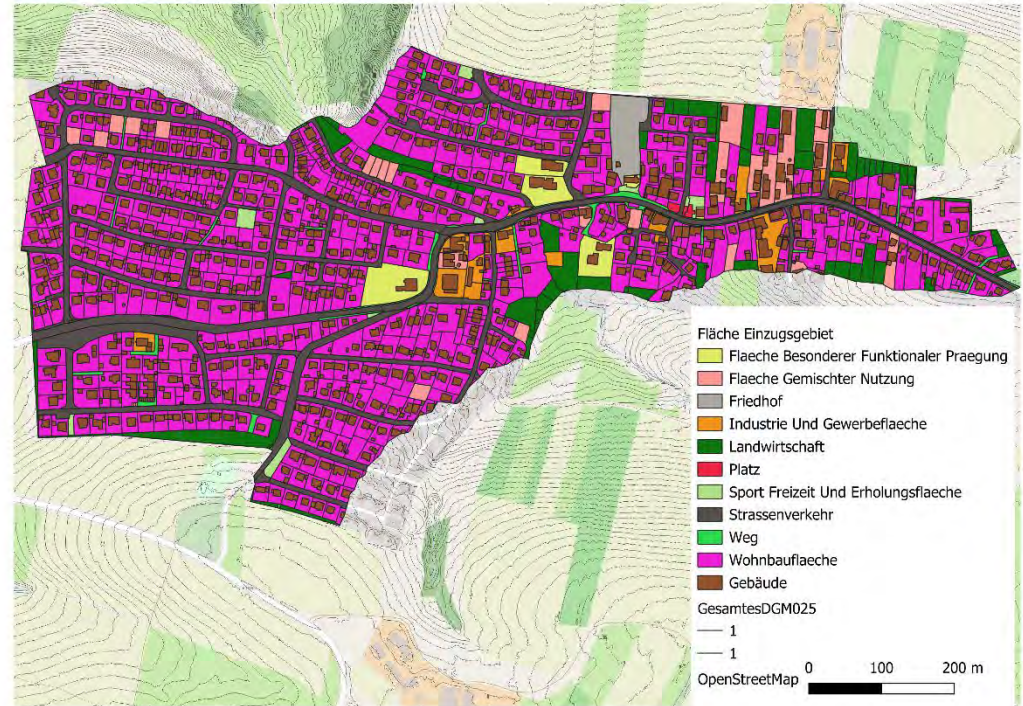 Fläche Einzugsgebiet
Flaeche Besonderer Funktionaler Praegung
Flaeche Gemischter Nutzung
Friedhof
Industrie Und Gewerbeflaeche
Landwirtschaft
Platz
Sport Freizeit Und Erholungsflaeche
Strassenverkehr
Weg
Wohnbauflaeche
Gebäude
GesamtesDGM025
1
1
OpenStreetMap
0 100 200 m